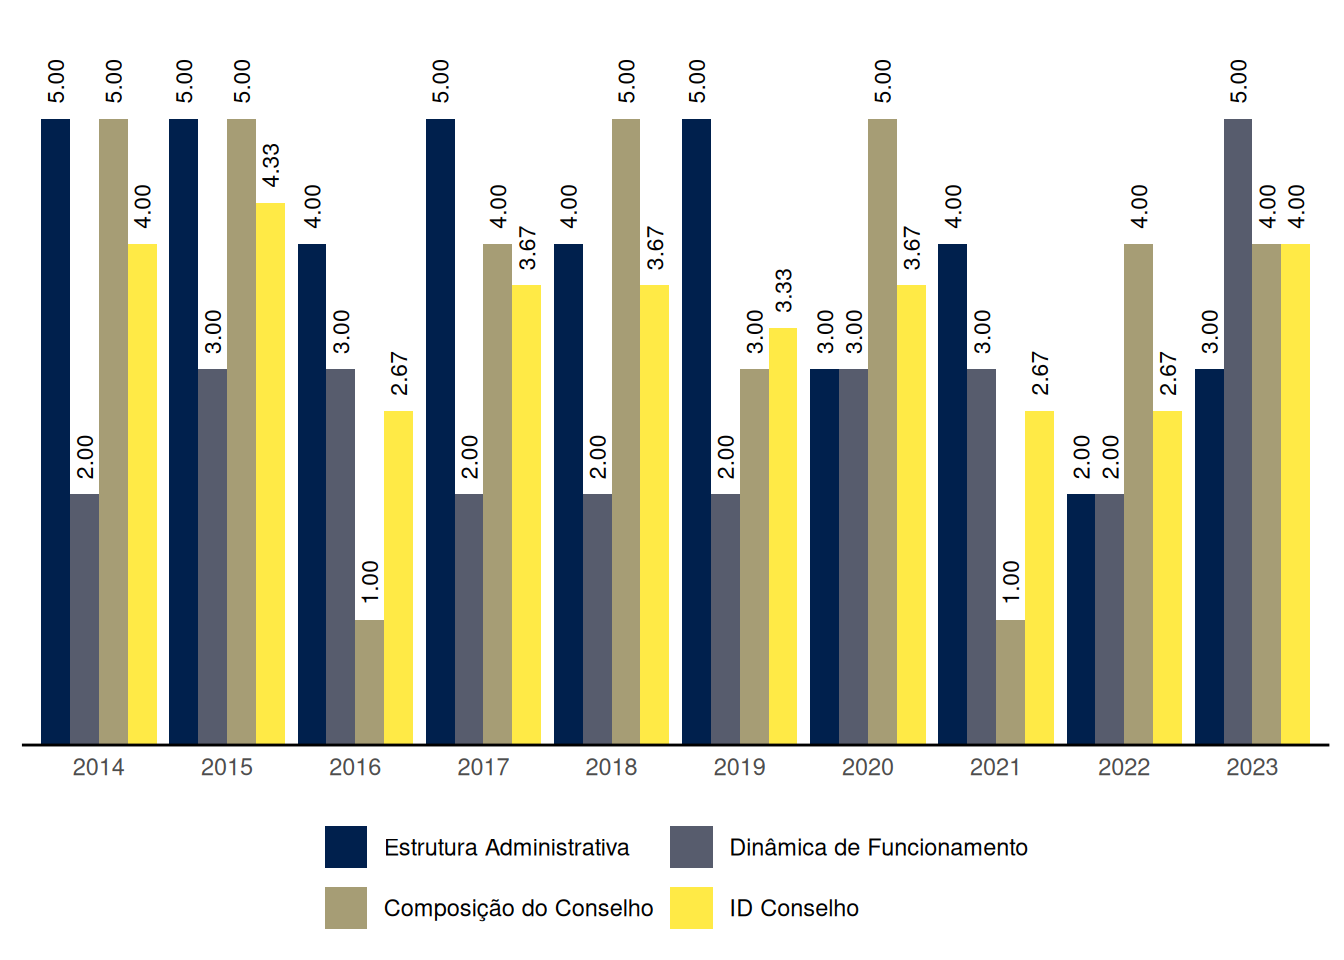 5.00 2.00 5.00 4.00
5.00 3.00 5.00 4.33
4.00 3.00 1.00 2.67
5.00 2.00 4.00 3.67
4.00 2.00 5.00 3.67
5.00 2.00 3.00 3.33
3.00 3.00 5.00 3.67
4.00 3.00 1.00 2.67
2.00 2.00 4.00 2.67
3.00 5.00 4.00 4.00
2014 2015 2016 2017 2018 2019 2020 2021 2022 2023
Estrutura Administrativa Dinâmica de Funcionamento
Composição do Conselho ID Conselho